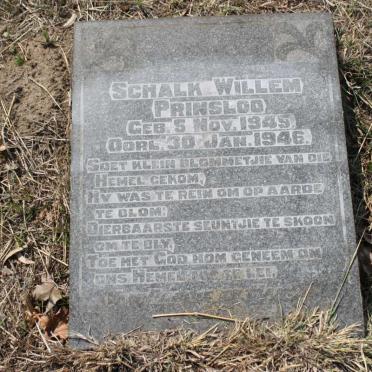 SCHALK WILLEM
PRINSLOO
GEB. 5 NOV. 1945
OORL. 30. JAN. 1946.
SOET KLEIN BLOMMETJIE VAN DIE
HEMEL GEKOM,
HY WAS TE REIN OM OP AARDE
TE BLOM;
DIERBAARSTE SEUNTJIE TE SKOON
OM TE BLY,
TOE MET GOD HOM GENEEM OM
ONS HEMEL